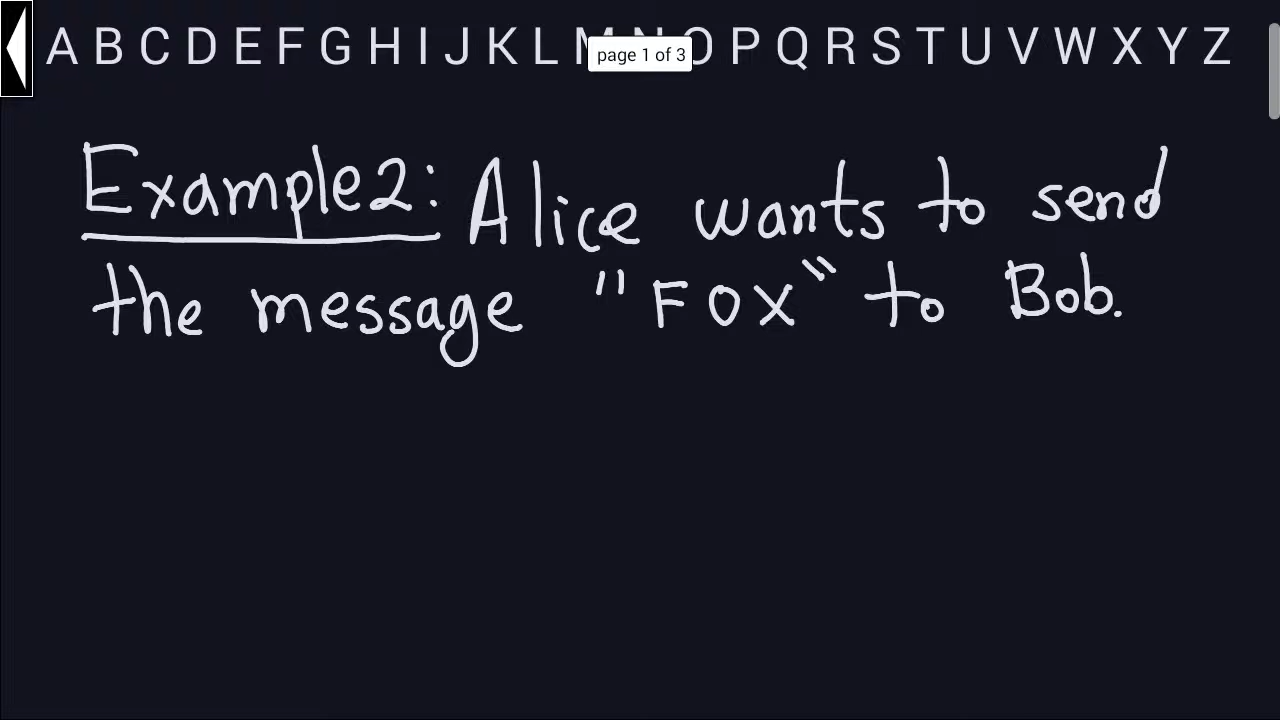 A B C D E F G H I J K L M N O P Q R S T U V W X Y Z
page 1 of 3
Example2: Alice wants to send
the message "FOX" to Bob.